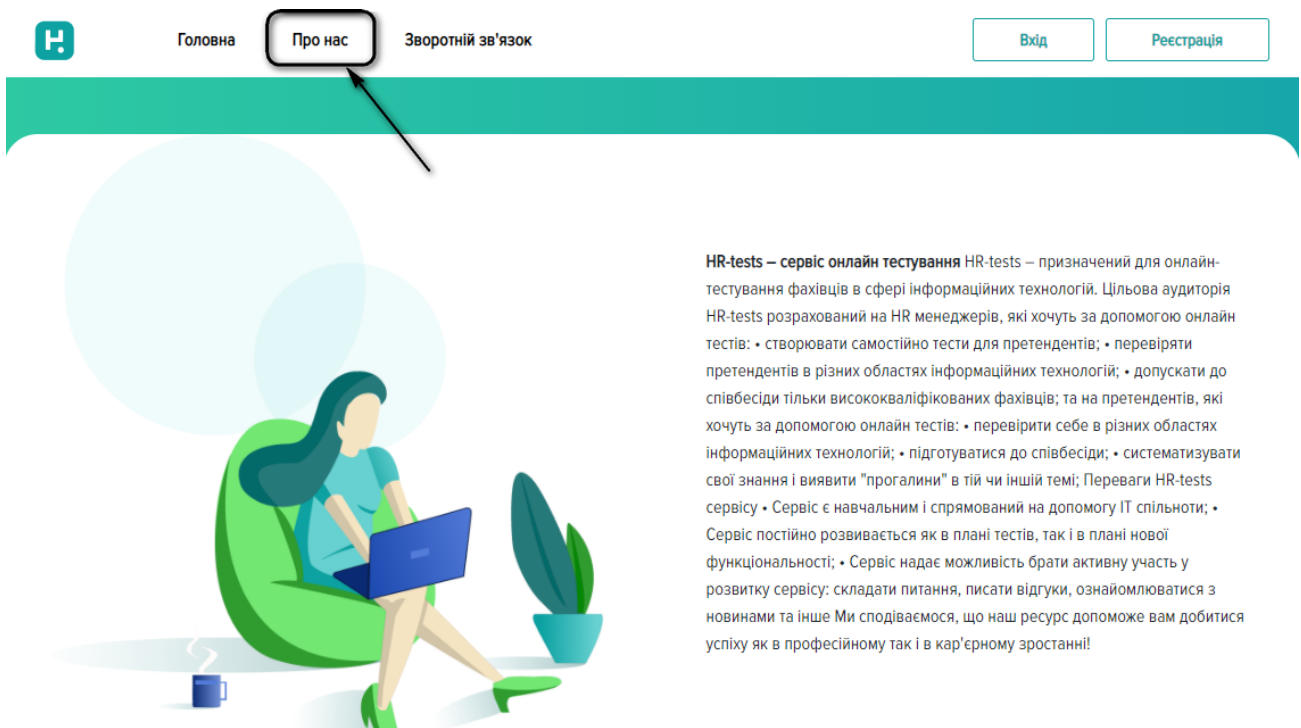 H.
Головна Про нас Зворотній зв'язок Вхід Реєстрація
HR-tests – сервіс онлайн тестування HR-tests – призначений для онлайн-
тестування фахівців в сфері інформаційних технологій. Цільова аудиторія
HR-tests розрахований на HR менеджерів, які хочуть за допомогою онлайн
тестів: • створювати самостійно тести для претендентів; • перевіряти
претендентів в різних областях інформаційних технологій; • допускати до
співбесіди тільки висококваліфікованих фахівців; та на претендентів, які
хочуть за допомогою онлайн тестів: • перевірити себе в різних областях
інформаційних технологій; • підготуватися до співбесіди; • систематизувати
свої знання і виявити "прогалини" в тій чи іншій темі; Переваги HR-tests
сервісу • Сервіс є навчальним і спрямований на допомогу IT спільноти; •
Сервіс постійно розвивається як в плані тестів, так і в плані нової
функціональності; • Сервіс надає можливість брати активну участь у
розвитку сервісу: складати питання, писати відгуки, ознайомлюватися з
новинами та інше Ми сподіваємося, що наш ресурс допоможе вам добитися
успіху як в професійному так і в кар'єрному зростанні!